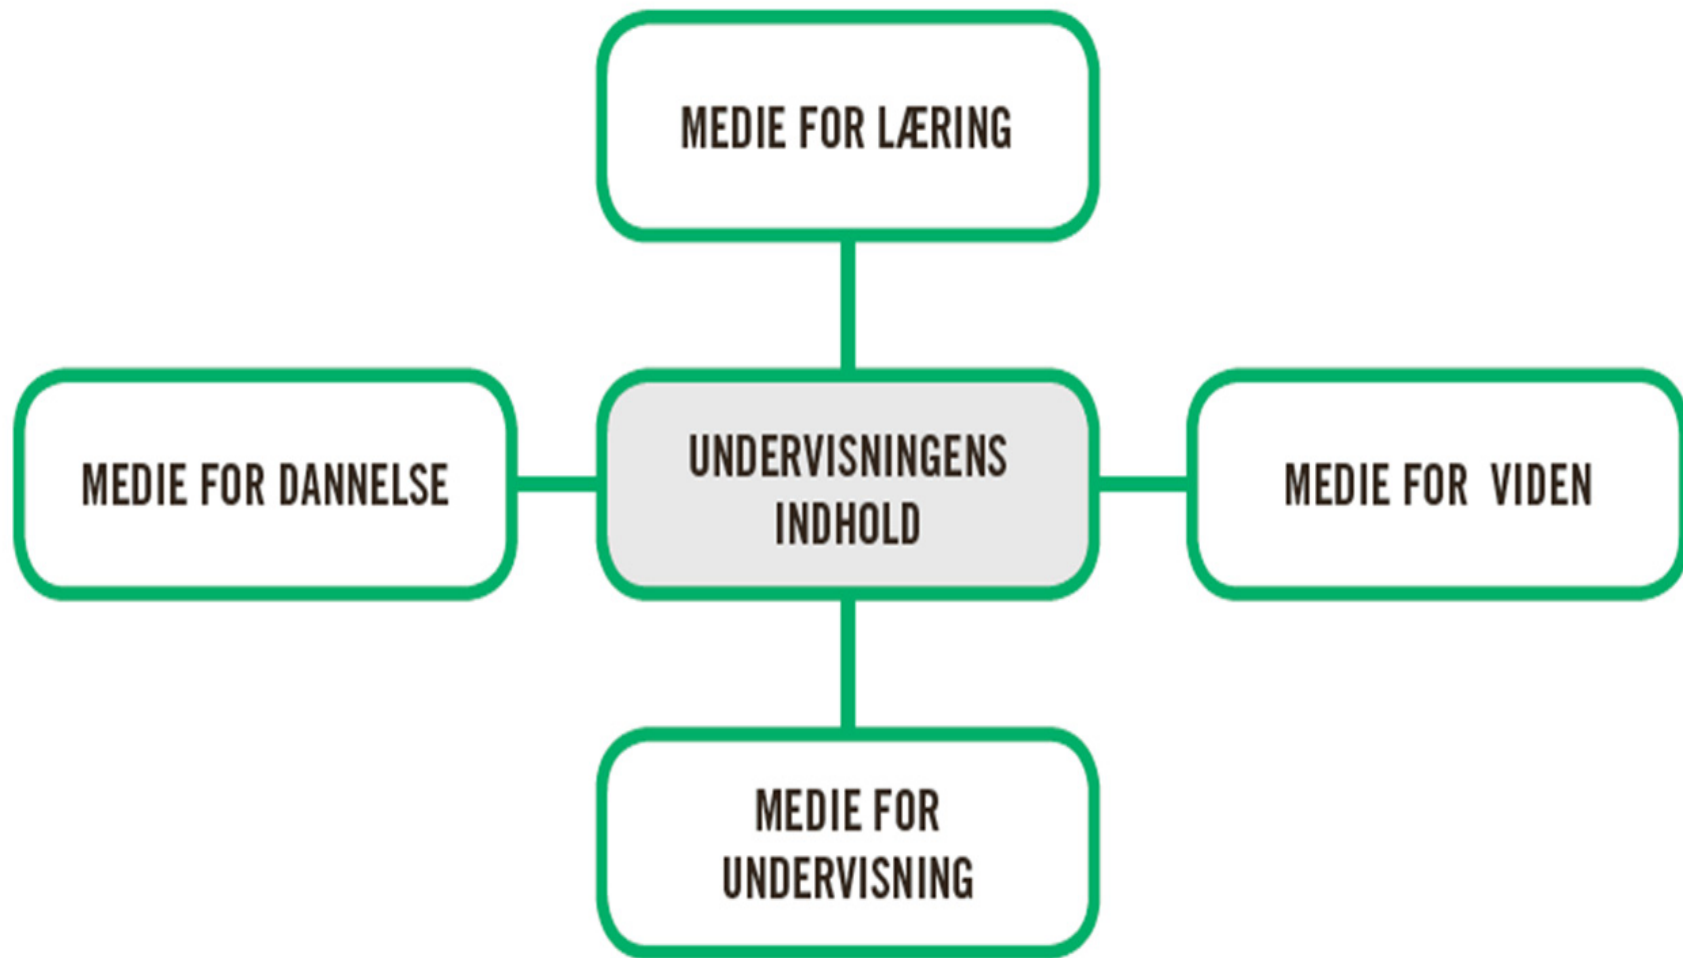 MEDIE FOR LÆRING
MEDIE FOR DANNELSE
UNDERVISNINGENS
INDHOLD
MEDIE FOR VIDEN
MEDIE FOR
UNDERVISNING